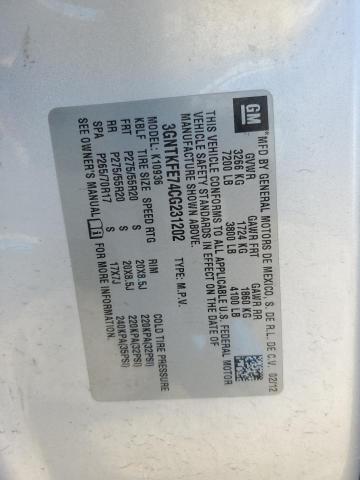 GM
MFD BY GENERAL MOTORS DE MEXICO, S. DE R.L. DE C.V. 02/12
GVWR GAWR FRT GAWR RR
3266 KG 1724 KG 1860 KG
7200 LB 3800 LB 4100 LB
THIS VEHICLE CONFORMS TO ALL APPLICABLE U.S. FEDERAL MOTOR
VEHICLE SAFETY STANDARDS IN EFFECT ON THE DATE OF
MANUFACTURE SHOWN ABOVE.
3GNTKFE74CG231202 TYPE: M.P.V.
MODEL: K10936
KBLF TIRE SIZE SPEED RTG RIM COLD TIRE PRESSURE
FRT P275/55R20 S 20X8.5J 220KPA(32PSI)
RR P275/55R20 S 20X8.5J 220KPA(32PSI)
SPA P265/70R17 S 17X7J 240KPA(35PSI)
SEE OWNER'S MANUAL FOR MORE INFORMATION.